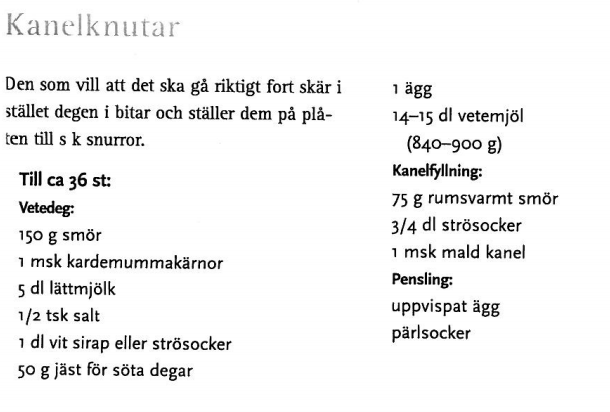 Kanelknutar
Den som vill att det ska gå riktigt fort skär i
stället degen i bitar och ställer dem på plå-
ten till s k snurror.
Till ca 36 st:
Vetedeg:
150 g smör
1 msk kardemummakärnor
5 dl lättmjölk
1/2 tsk salt
1 dl vit sirap eller strösocker
50 g jäst för söta degar
1 ägg
14–15 dl vetemjöl
(840–900 g)
Kanelfyllning:
75 g rumsvarmt smör
3/4 dl strösocker
1 msk mald kanel
Pensling:
uppvispat ägg
pärlsocker